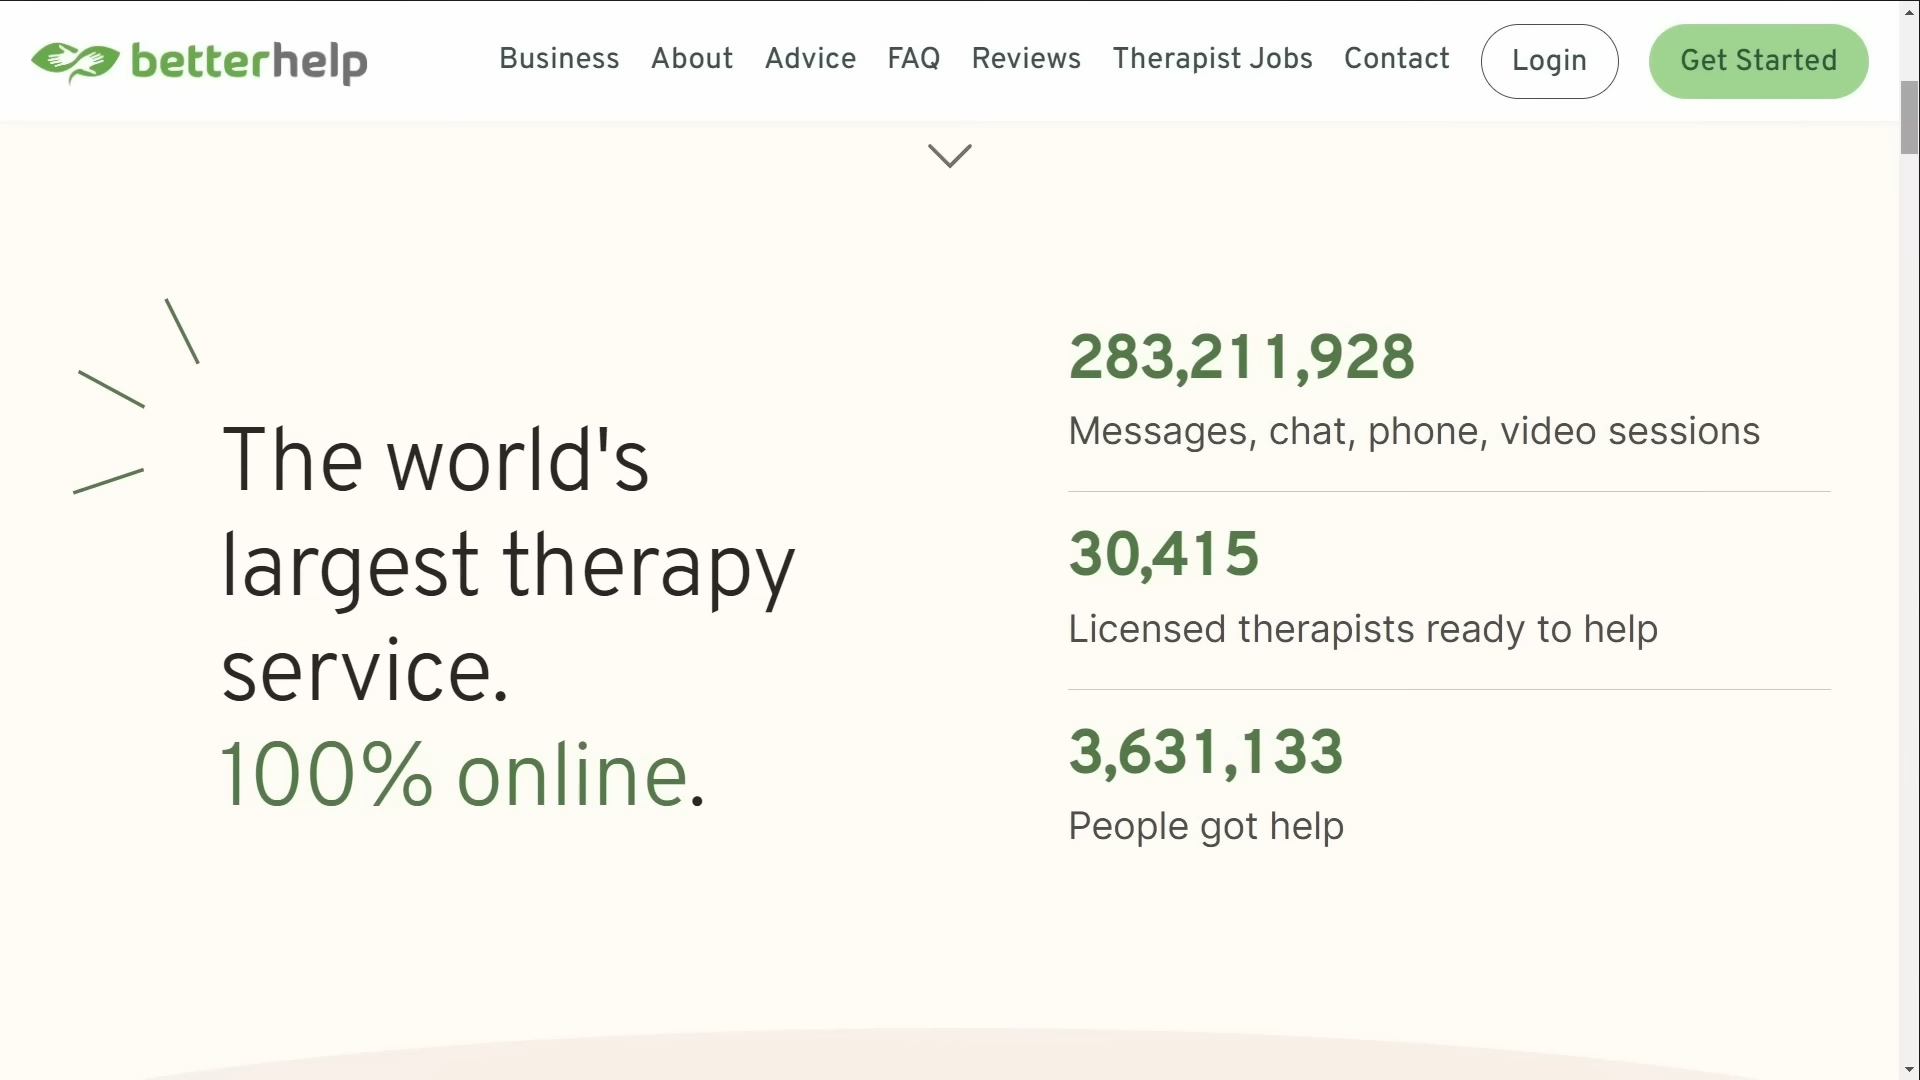 betterhelp
Business About Advice FAQ Reviews Therapist Jobs Contact Login Get Started
The world's
largest therapy
service.
100% online.
283,211,928
Messages, chat, phone, video sessions
30,415
Licensed therapists ready to help
3,631,133
People got help